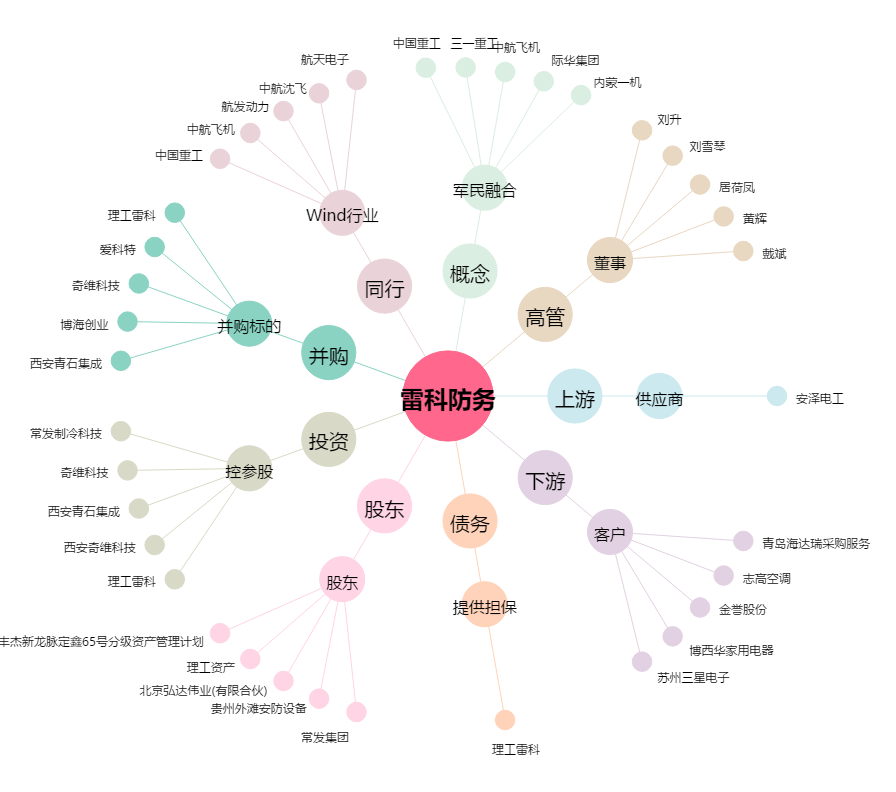 雷科防务
概念
军民融合
中国重工
三一重工
中航飞机
际华集团
内蒙一机
高管
董事
刘升
刘雪琴
居荷凤
黄辉
戴斌
上游
供应商
安泽电工
下游
客户
青岛海达瑞采购服务
志高空调
金誉股份
博西华家用电器
苏州三星电子
债务
提供担保
理工雷科
股东
股东
常发集团
贵州外滩安防设备
北京弘达伟业(有限合伙)
理工资产
丰杰新龙脉定鑫65号分级资产管理计划
投资
控参股
理工雷科
西安奇维科技
西安青石集成
奇维科技
常发制冷科技
并购
并购标的
西安青石集成
博海创业
奇维科技
爱科特
理工雷科
同行
Wind行业
中国重工
中航飞机
航发动力
中航沈飞
航天电子